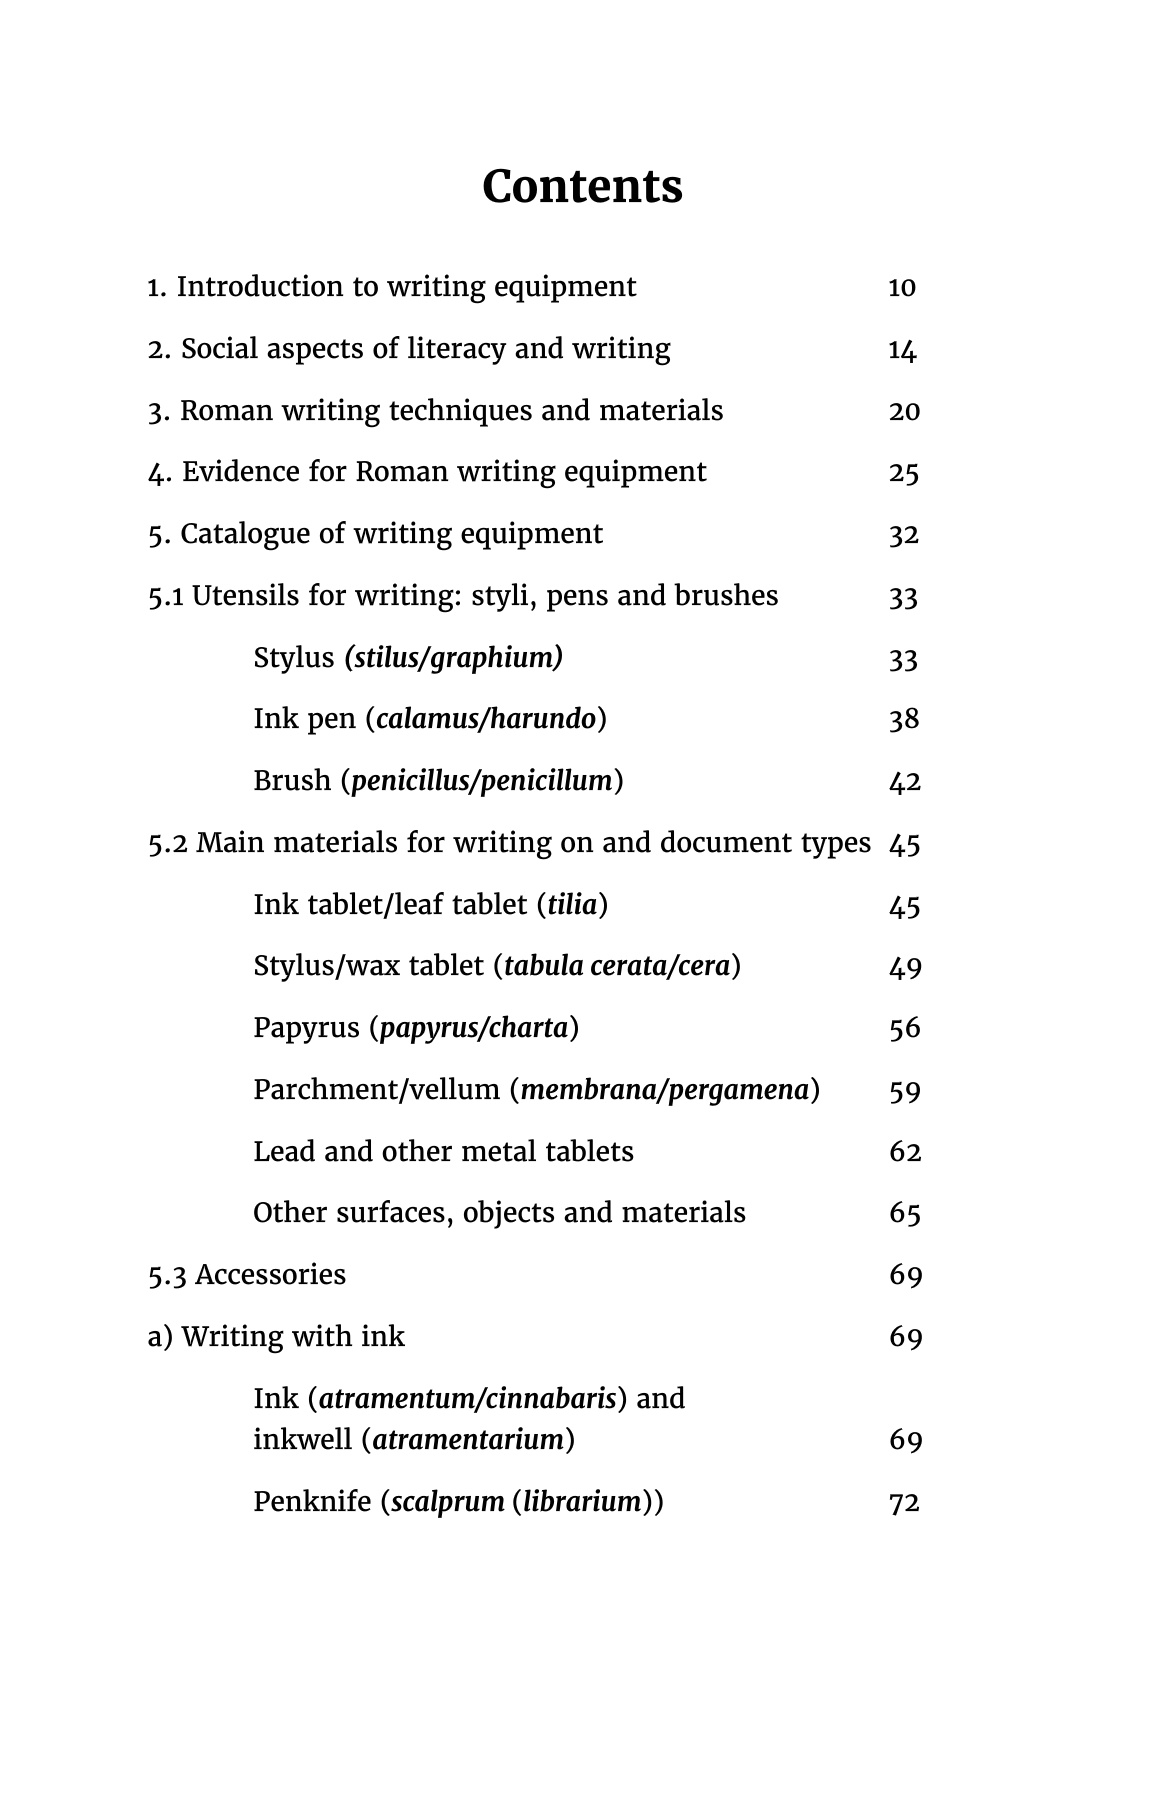 Contents
1. Introduction to writing equipment 10
2. Social aspects of literacy and writing 14
3. Roman writing techniques and materials 20
4. Evidence for Roman writing equipment 25
5. Catalogue of writing equipment 32
5.1 Utensils for writing: styli, pens and brushes 33
Stylus (stilus/graphium) 33
Ink pen (calamus/harundo) 38
Brush (penicillus/penicillum) 42
5.2 Main materials for writing on and document types 45
Ink tablet/leaf tablet (tilia) 45
Stylus/wax tablet (tabula cerata/cera) 49
Papyrus (papyrus/charta) 56
Parchment/vellum (membrana/pergamena) 59
Lead and other metal tablets 62
Other surfaces, objects and materials 65
5.3 Accessories 69
a) Writing with ink 69
Ink (atramentum/cinnabaris) and
inkwell (atramentarium) 69
Penknife (scalprum (librarium)) 72